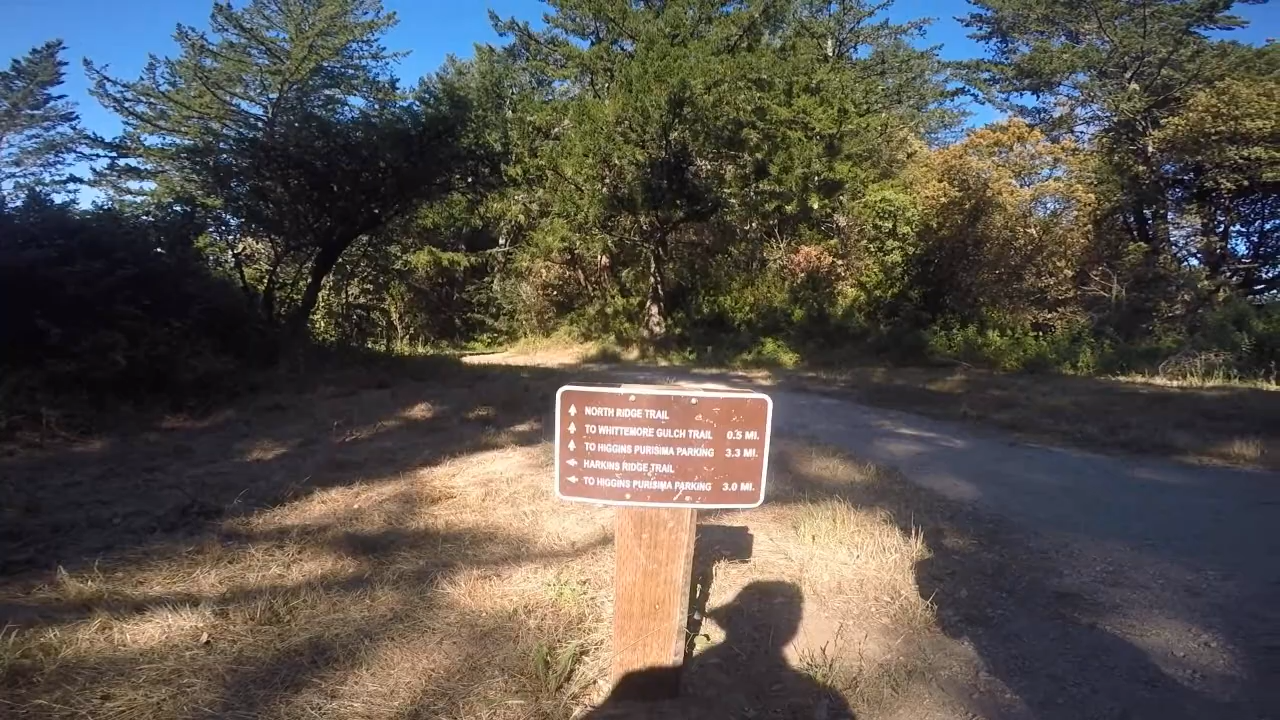 NORTH RIDGE TRAIL
TO WHITTEMORE GULCH TRAIL 0.5 MI.
TO HIGGINS PURISIMA PARKING 3.3 MI.
HARKINS RIDGE TRAIL
TO HIGGINS PURISIMA PARKING 3.0 MI.